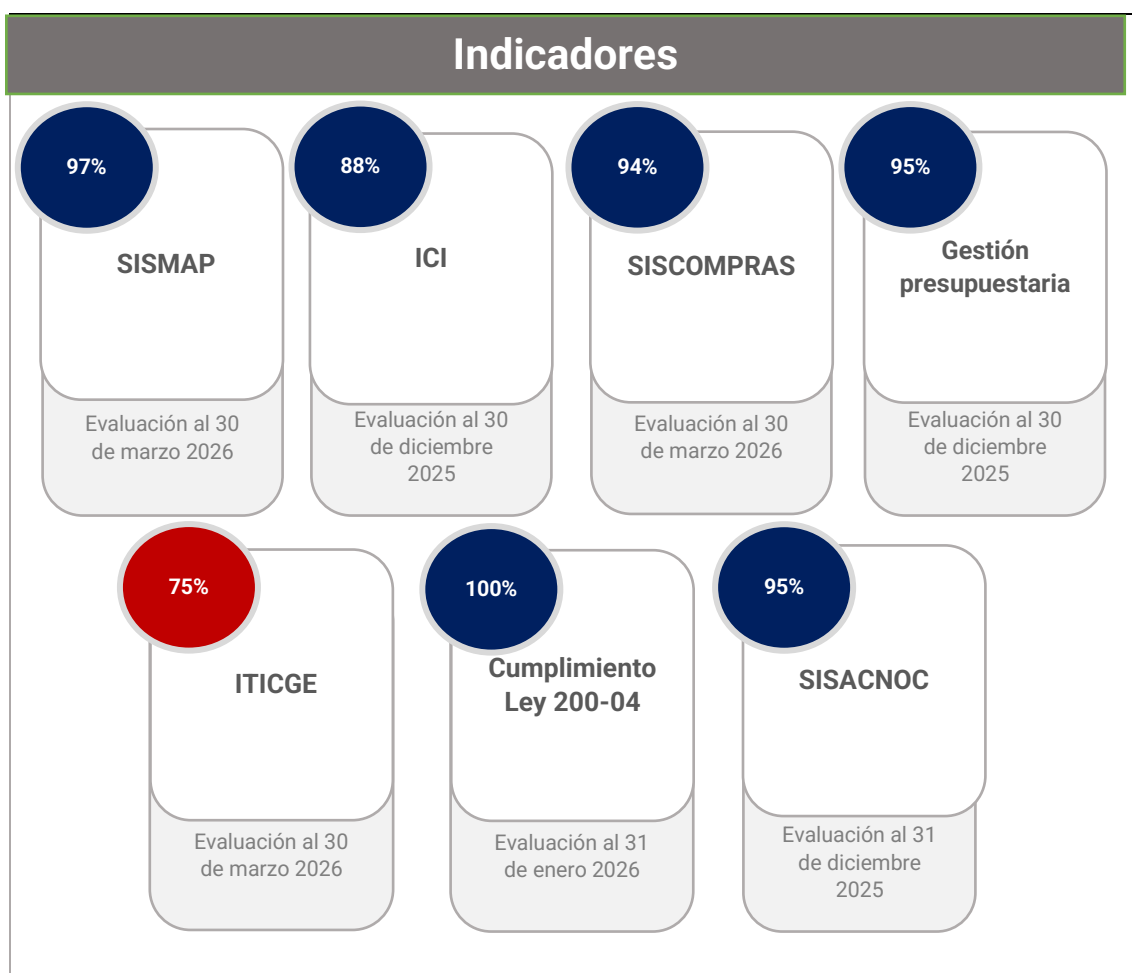 Indicadores
97%
SISMAP
Evaluación al 30
de marzo 2026
88%
ICI
Evaluación al 30
de diciembre
2025
94%
SISCOMPRAS
Evaluación al 30
de marzo 2026
95%
Gestión
presupuestaria
Evaluación al 30
de diciembre
2025
75%
ITICGE
Evaluación al 30
de marzo 2026
100%
Cumplimiento
Ley 200-04
Evaluación al 31
de enero 2026
95%
SISACNOC
Evaluación al 31
de diciembre
2025